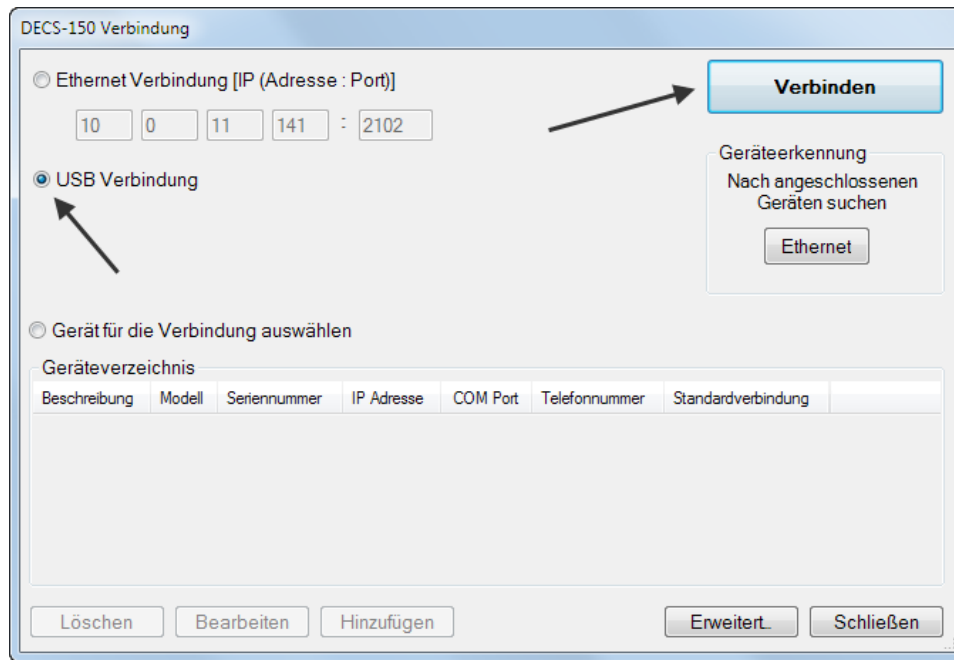 DECS-150 Verbindung
Ethernet Verbindung [IP (Adresse : Port)]
Verbinden
10 0 11 141 : 2102
USB Verbindung
Geräteerkennung
Nach angeschlossenen
Geräten suchen
Ethernet
Gerät für die Verbindung auswählen
Geräteverzeichnis
Beschreibung Modell Seriennummer IP Adresse COM Port Telefonnummer Standardverbindung
Löschen Bearbeiten Hinzufügen Erweitert.. Schließen